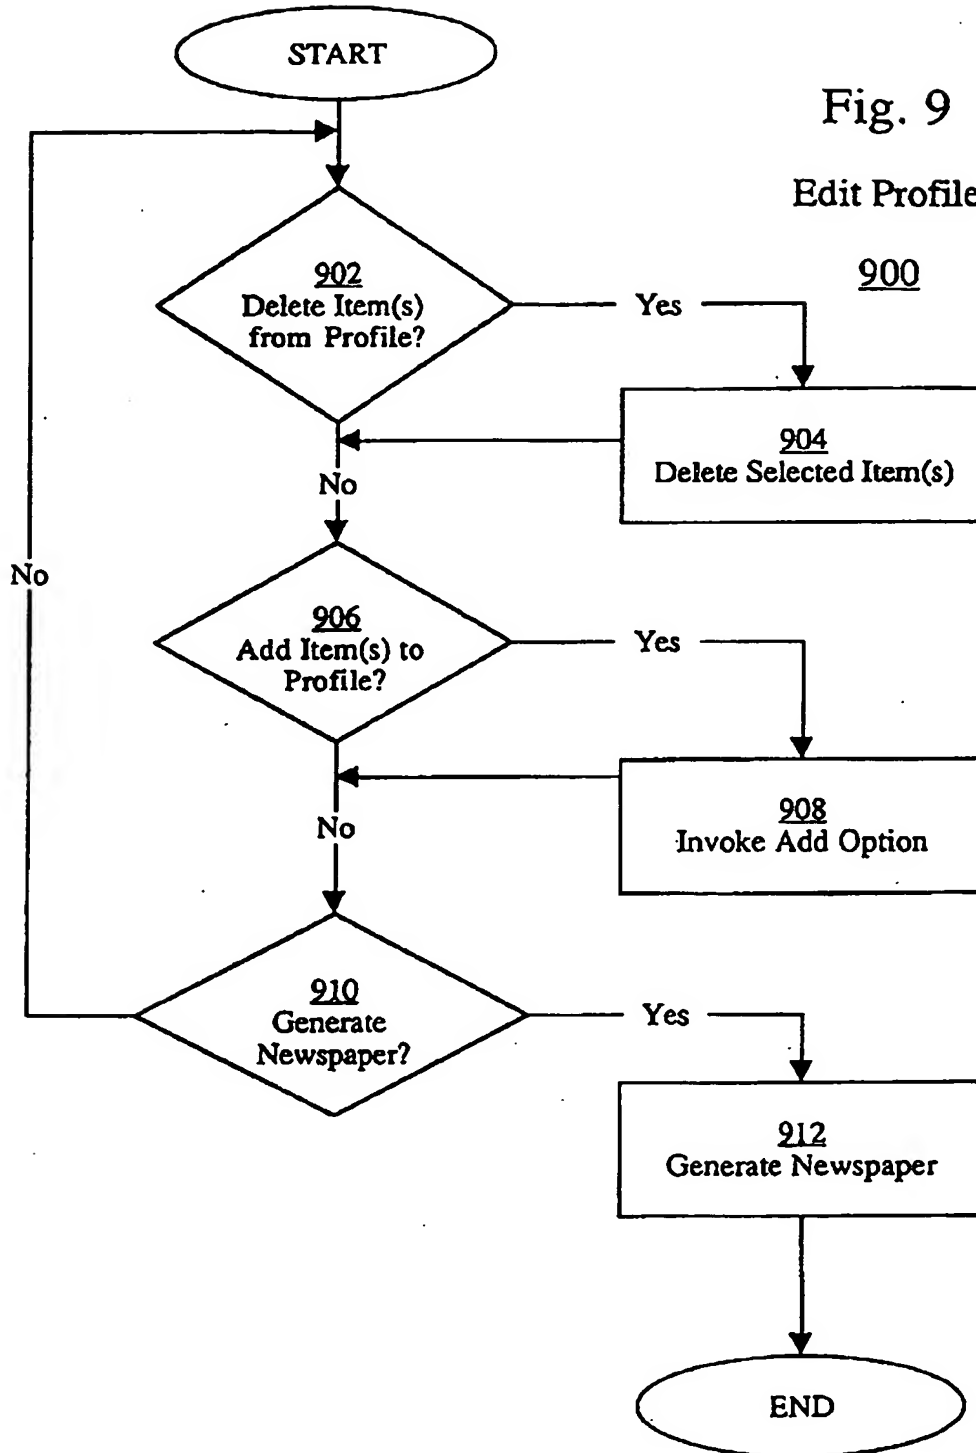 START
Fig. 9
Edit Profile
900
902
Delete Item(s)
from Profile?
Yes
904
Delete Selected Item(s)
No
No
906
Add Item(s) to
Profile?
Yes
908
Invoke Add Option
No
910
Generate
Newspaper?
Yes
912
Generate Newspaper
END